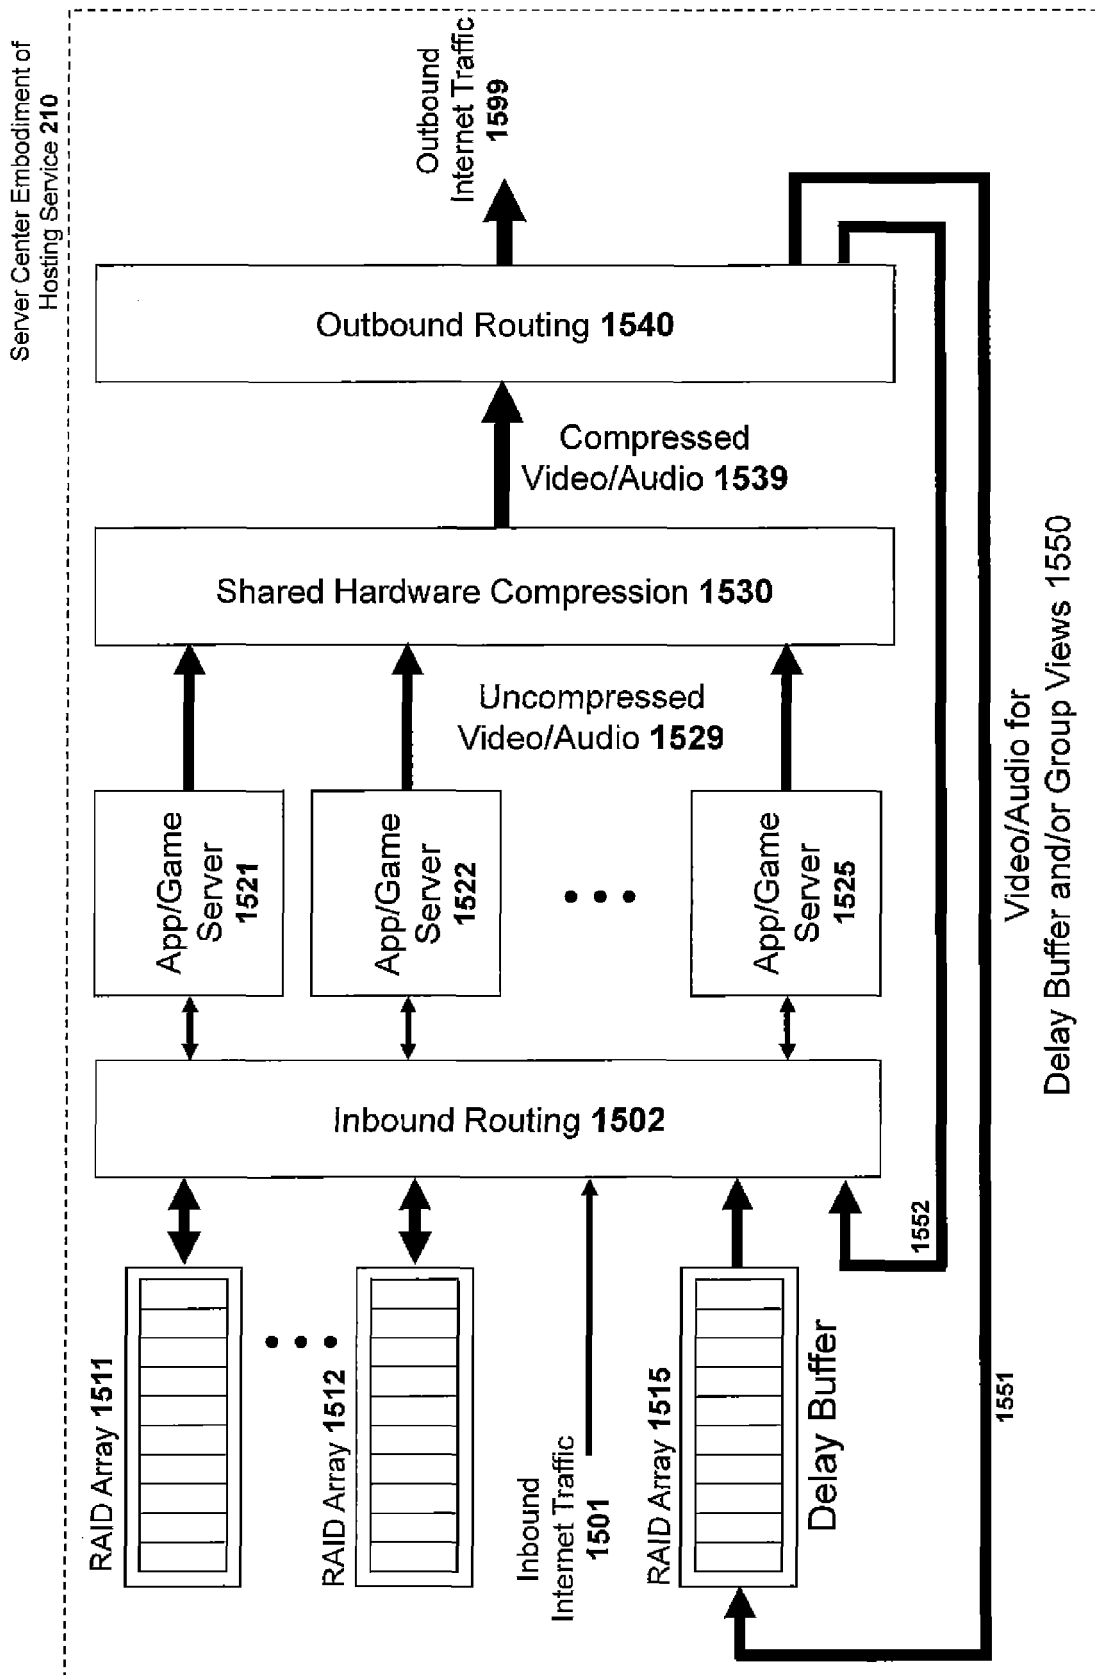 Server Center Embodiment of
Hosting Service 210
Outbound
Internet Traffic
1599
Outbound Routing 1540
Compressed
Video/Audio 1539
Shared Hardware Compression 1530
Uncompressed
Video/Audio 1529
App/Game
Server
1521
App/Game
Server
1522
App/Game
Server
1525
Inbound Routing 1502
RAID Array 1511
RAID Array 1512
Inbound
Internet Traffic
1501
RAID Array 1515
Delay Buffer
1552
1551
Video/Audio for
Delay Buffer and/or Group Views 1550